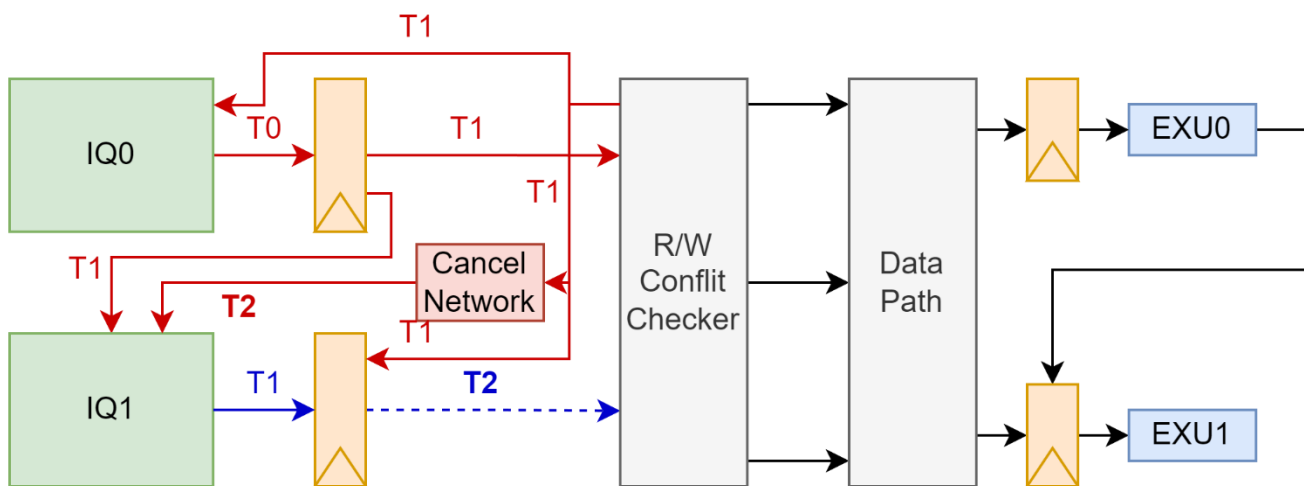 T1
IQ0
T0
T1
EXU0
T1
R/W
Conflit
Checker
Data
Path
T1
Cancel
Network
T2
T1
IQ1
T1
T2
EXU1